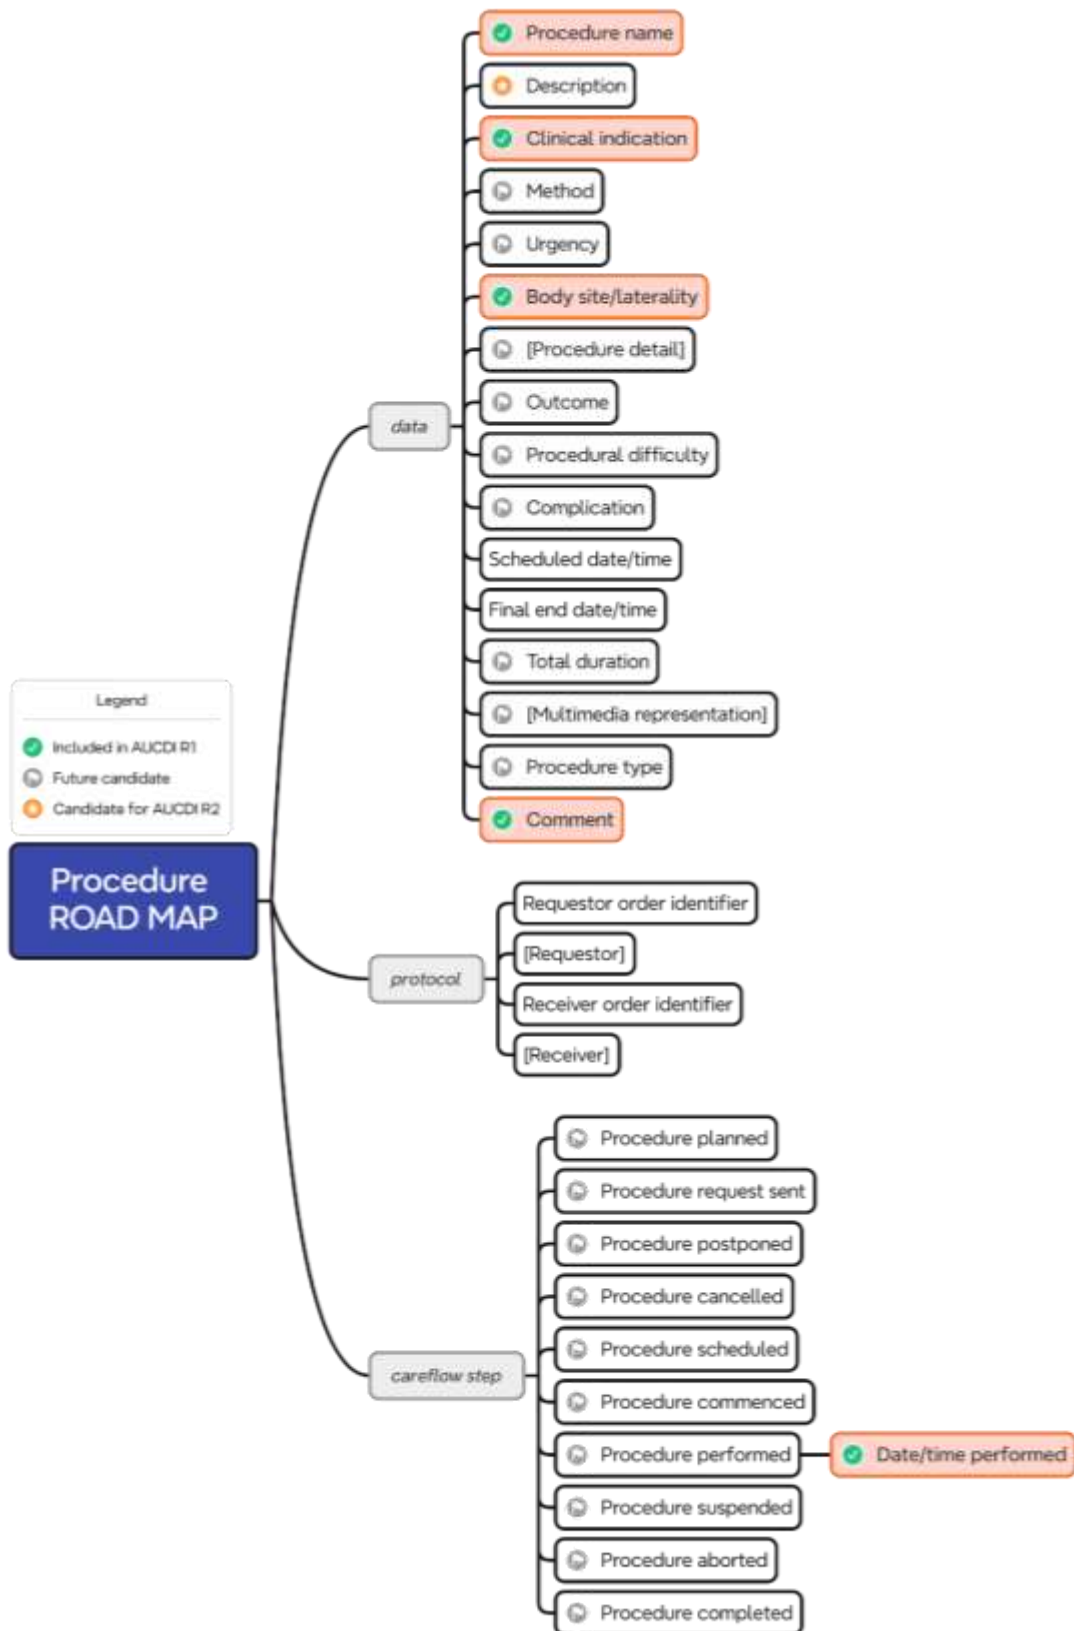 Procedure name
Description
Clinical indication
Method
Urgency
Body site/laterality
[Procedure detail]
Outcome
data
Procedural difficulty
Complication
Scheduled date/time
Final end date/time
Total duration
[Multimedia representation]
Procedure type
Comment
Legend
Included in AUCDI R1
Future candidate
Candidate for AUCDI R2
Procedure
ROAD MAP
Requestor order identifier
[Requestor]
protocol
Receiver order identifier
[Receiver]
Procedure planned
Procedure request sent
Procedure postponed
Procedure cancelled
Procedure scheduled
careflow step
Procedure commenced
Procedure performed
Date/time performed
Procedure suspended
Procedure aborted
Procedure completed